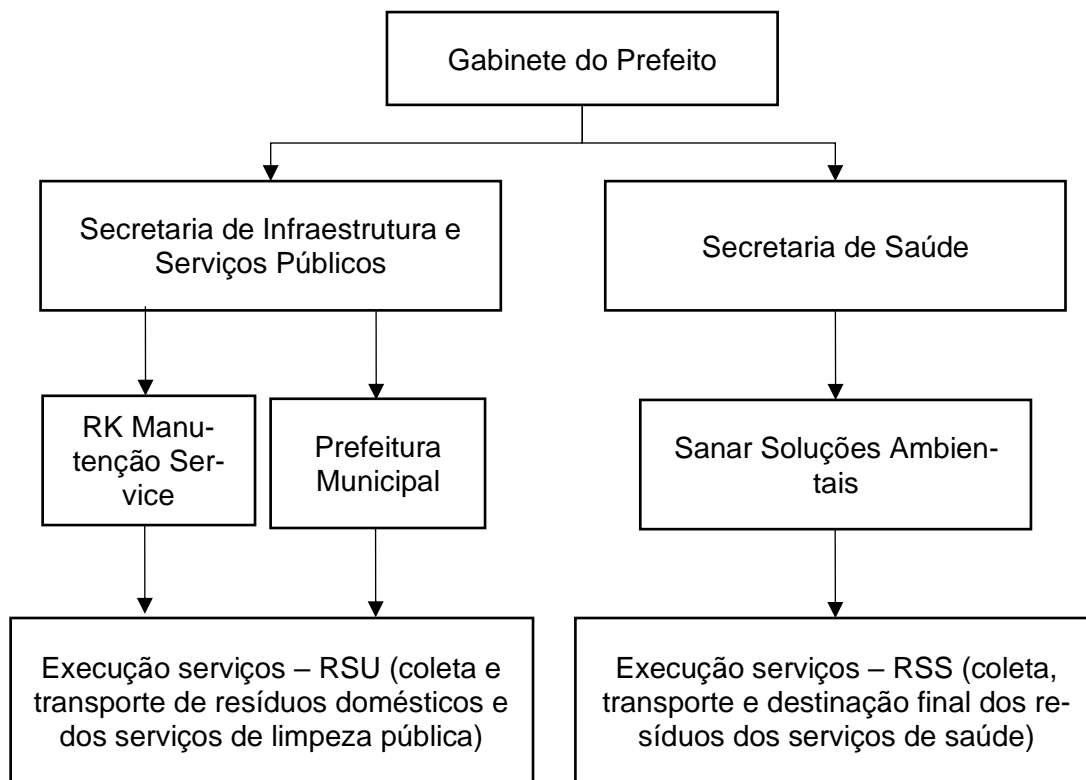 Gabinete do Prefeito
Secretaria de Infraestrutura e
Serviços Públicos
Secretaria de Saúde
RK Manu-
tenção Ser-
vice
Prefeitura
Municipal
Sanar Soluções Ambien-
tais
Execução serviços – RSU (coleta e
transporte de resíduos domésticos e
dos serviços de limpeza pública)
Execução serviços – RSS (coleta,
transporte e destinação final dos re-
síduos dos serviços de saúde)